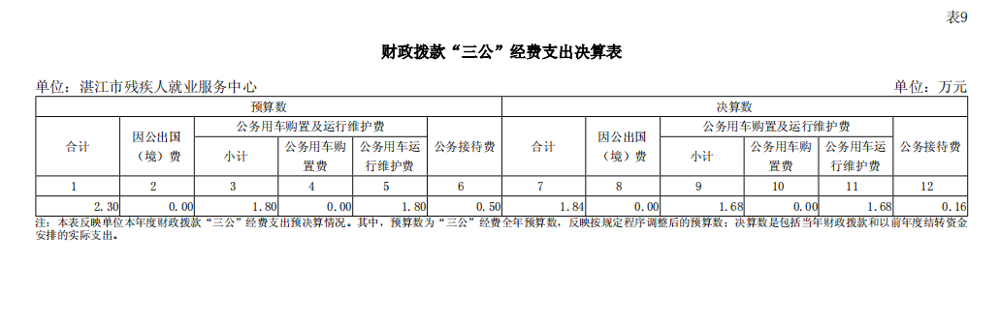 表9
财政拨款“三公”经费支出决算表
单位：湛江市残疾人就业服务中心 单位：万元
预算数 决算数
合计 因公出国（境）费 公务用车购置及运行维护费 公务接待费 合计 因公出国（境）费 公务用车购置及运行维护费 公务接待费
小计 公务用车购置费 公务用车运行维护费 小计 公务用车购置费 公务用车运行维护费
1 2 3 4 5 6 7 8 9 10 11 12
2.30 0.00 1.80 0.00 1.80 0.50 1.84 0.00 1.68 0.00 1.68 0.16
注：本表反映单位本年度财政拨款“三公”经费支出预决算情况。其中，预算数为“三公”经费全年预算数，反映按规定程序调整后的预算数；决算数是包括当年财政拨款和以前年度结转资金
安排的实际支出。